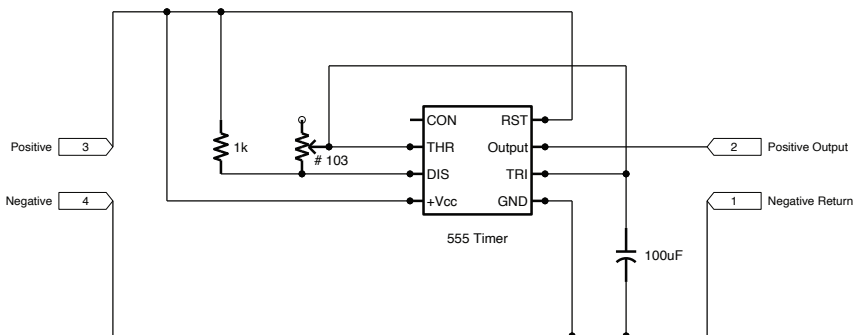 CON
RST
Positive
3
1k
THR
Output
2
Positive Output
# 103
DIS
TRI
Negative
4
+Vcc
GND
1
Negative Return
555 Timer
100uF